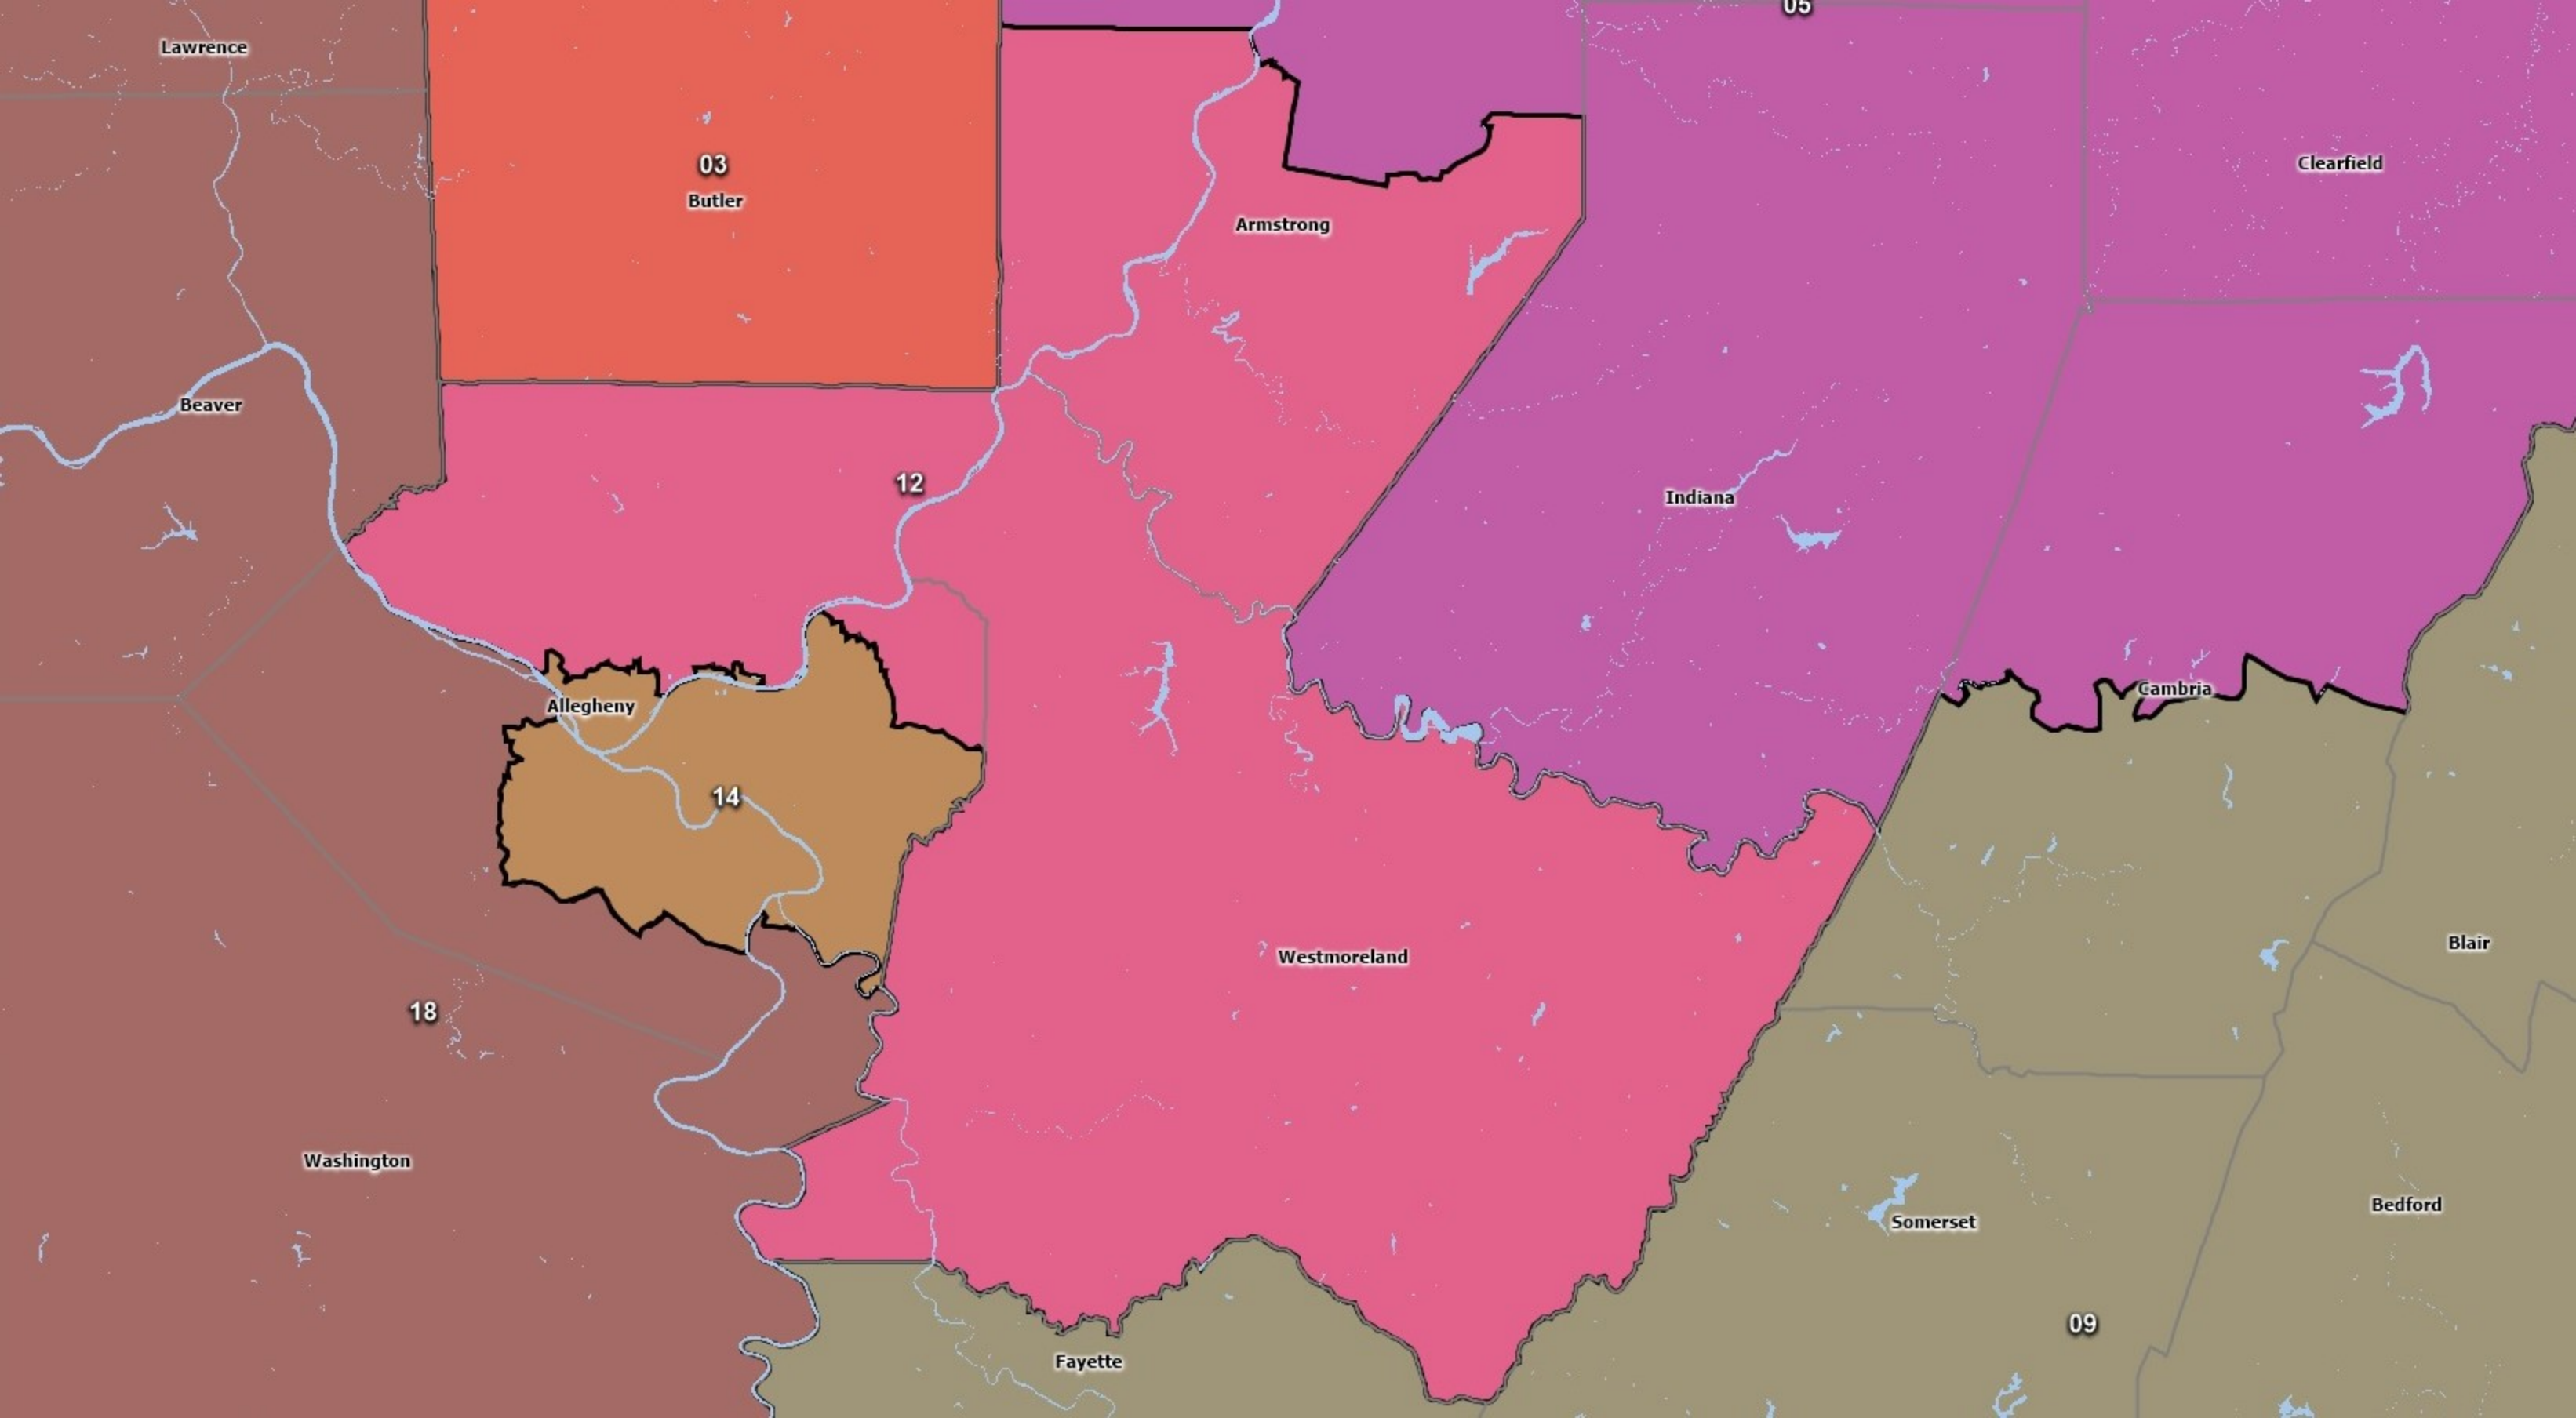 05
Lawrence
Clearfield
03
Butler
Armstrong
Beaver
12
Indiana
Cambria
Allegheny
14
Blair
Westmoreland
18
Washington
Bedford
Somerset
09
Fayette